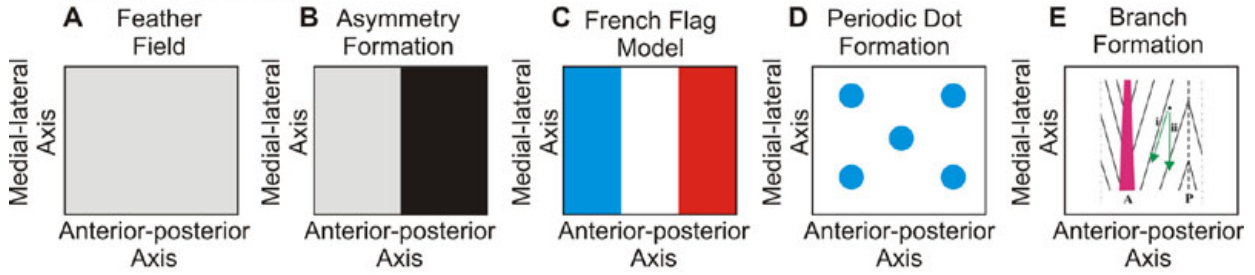 A Feather
Field
Medial-lateral
Axis
Anterior-posterior
Axis
B Asymmetry
Formation
Medial-lateral
Axis
Anterior-posterior
Axis
C French Flag
Model
Medial-lateral
Axis
Anterior-posterior
Axis
D Periodic Dot
Formation
Medial-lateral
Axis
Anterior-posterior
Axis
E Branch
Formation
Medial-lateral
Axis
i
ii
A P
Anterior-posterior
Axis